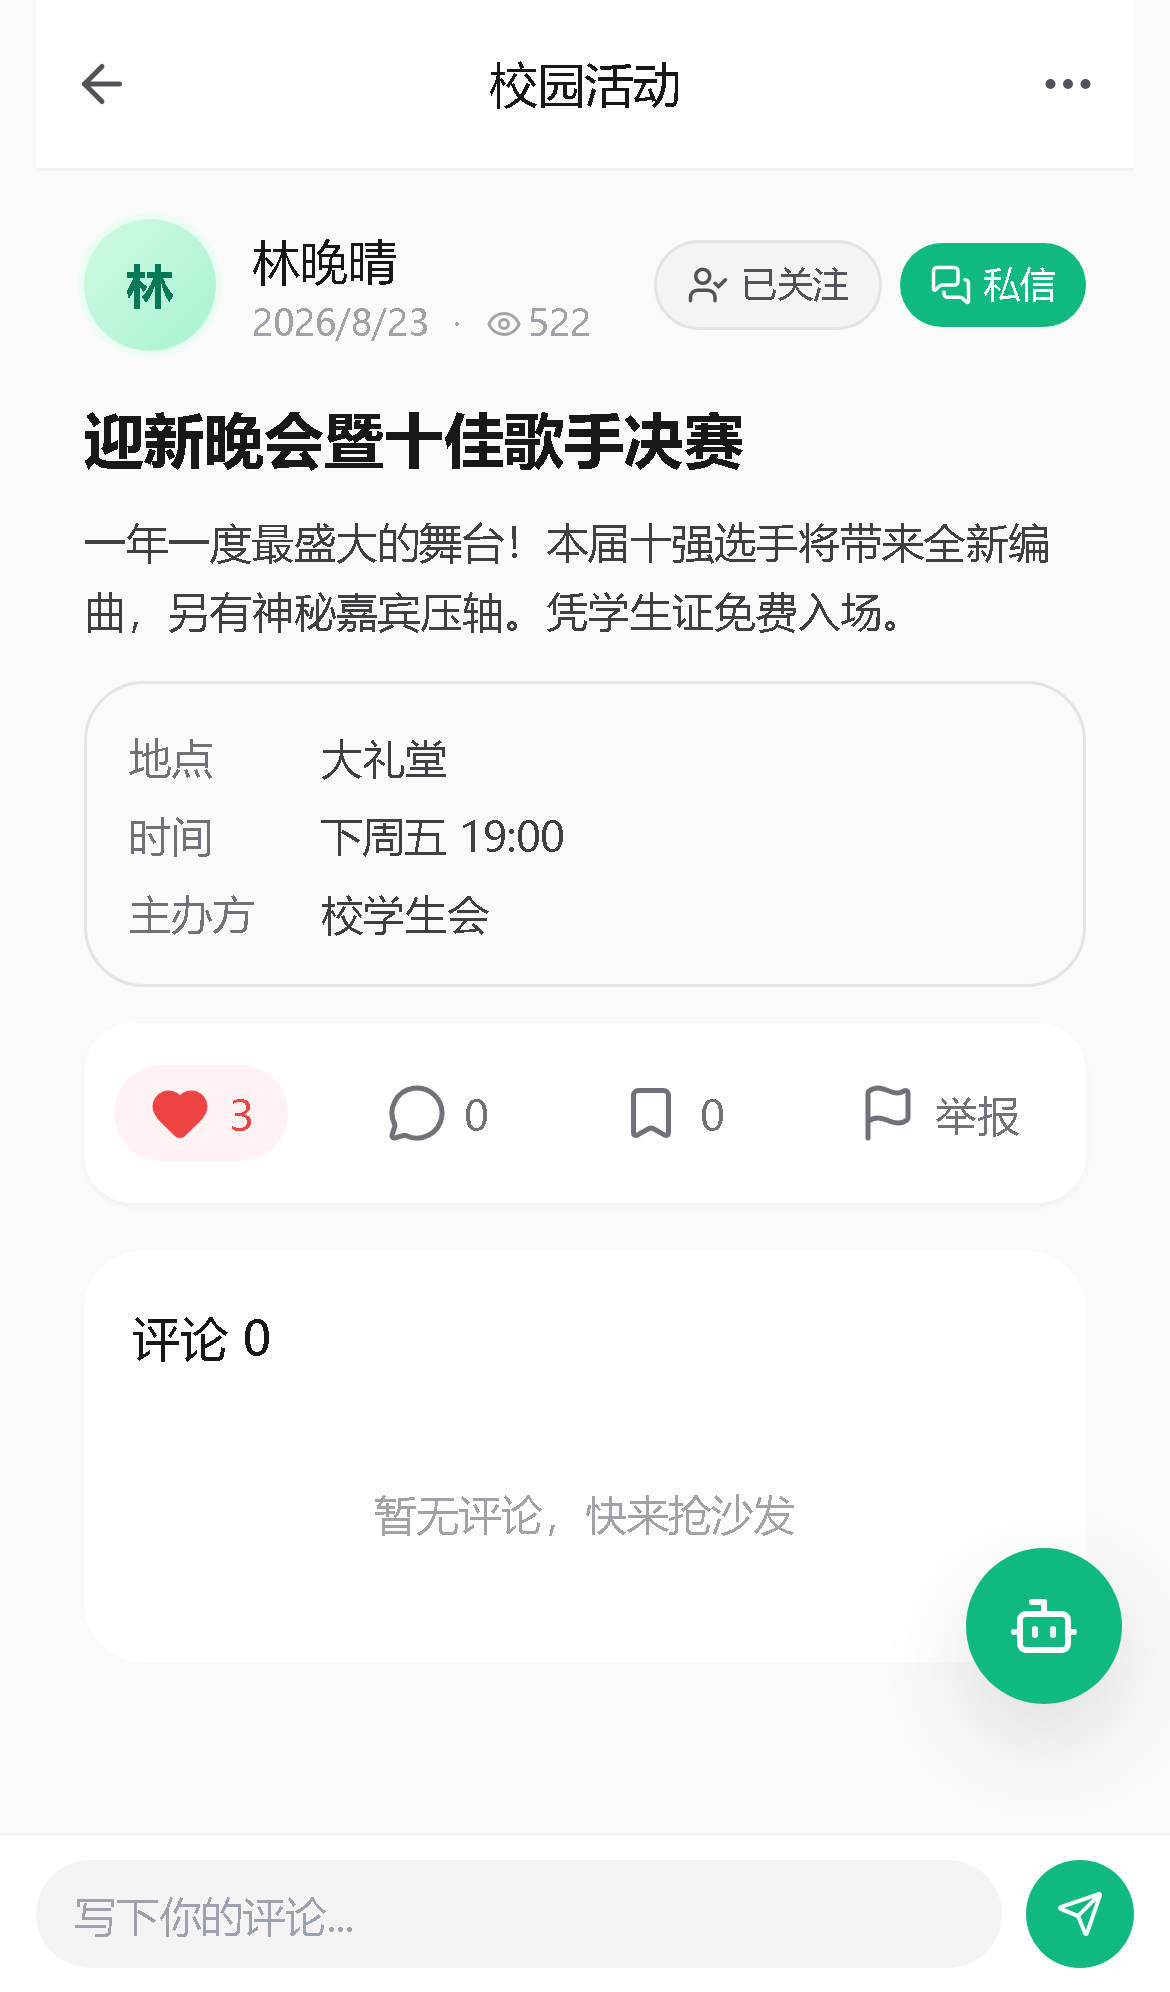 校园活动
林
林晚晴
2026/8/23 · 522
已关注
私信
迎新晚会暨十佳歌手决赛
一年一度最盛大的舞台！本届十强选手将带来全新编
曲，另有神秘嘉宾压轴。凭学生证免费入场。
地点 大礼堂
时间 下周五 19:00
主办方 校学生会
3 0 0 举报
评论 0
暂无评论，快来抢沙发
写下你的评论...